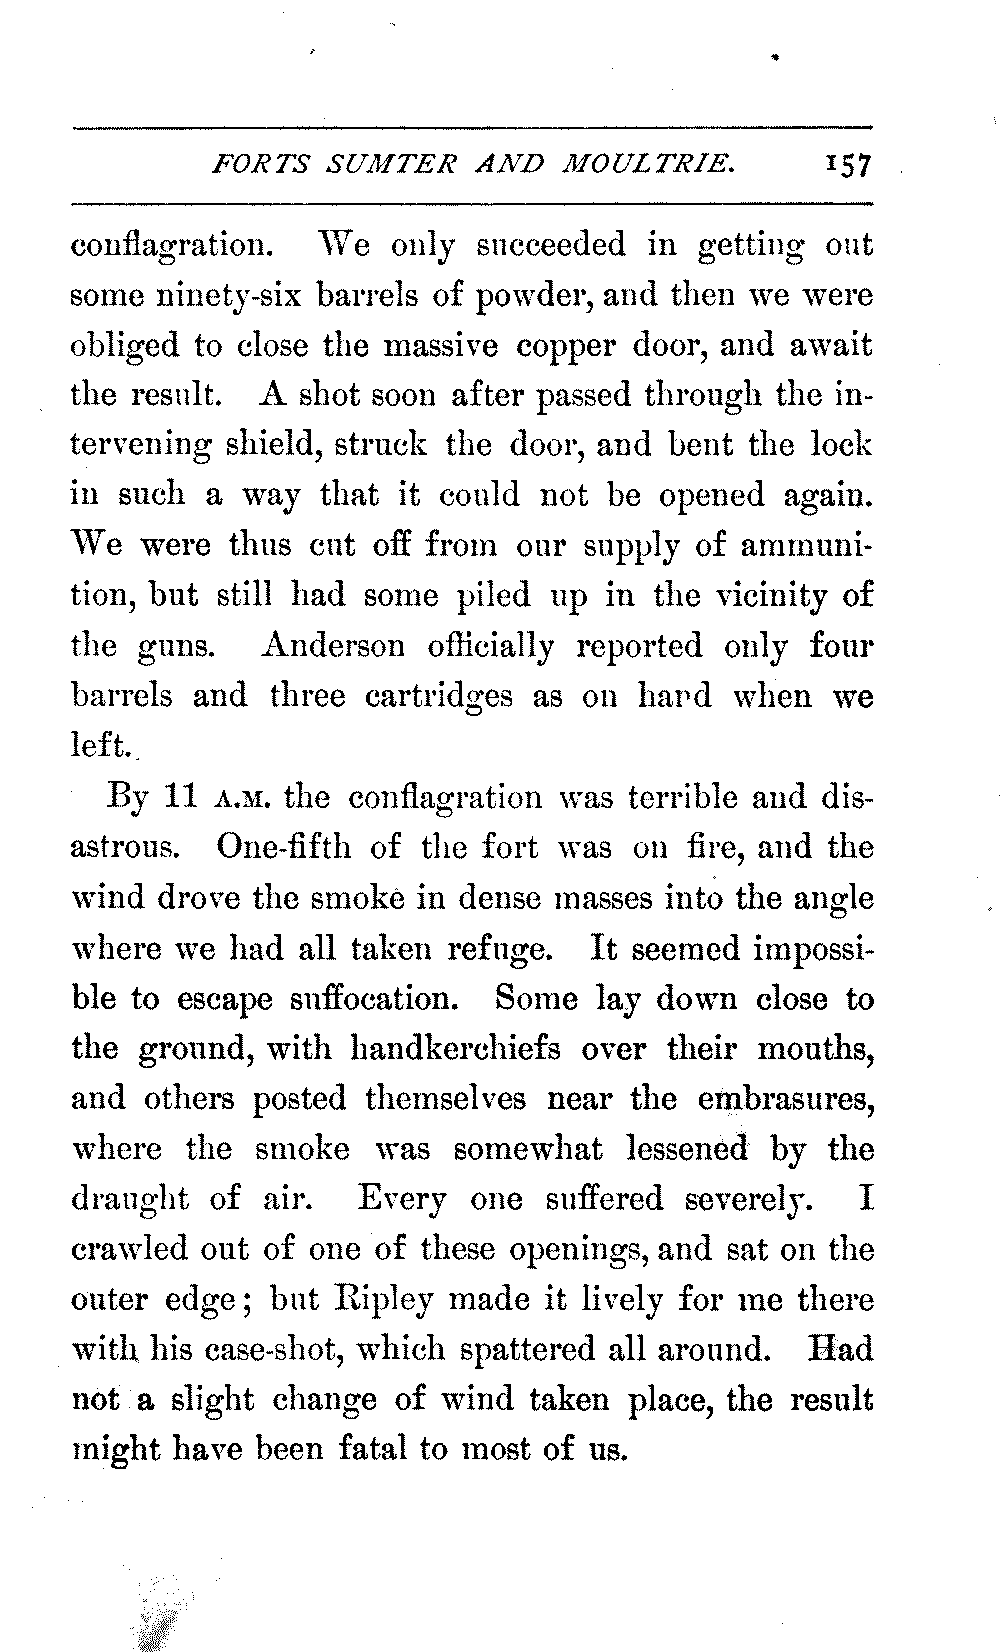 FORTS SUMTER AND MOULTRIE. 157
conflagration. We only succeeded in getting out
some ninety-six barrels of powder, and then we were
obliged to close the massive copper door, and await
the result. A shot soon after passed through the in-
tervening shield, struck the door, and bent the lock
in such a way that it could not be opened again.
We were thus cut off from our supply of ammuni-
tion, but still had some piled up in the vicinity of
the guns. Anderson officially reported only four
barrels and three cartridges as on hand when we
left.
By 11 A.M. the conflagration was terrible and dis-
astrous. One-fifth of the fort was on fire, and the
wind drove the smoke in dense masses into the angle
where we had all taken refuge. It seemed impossi-
ble to escape suffocation. Some lay down close to
the ground, with handkerchiefs over their mouths,
and others posted themselves near the embrasures,
where the smoke was somewhat lessened by the
draught of air. Every one suffered severely. I
crawled out of one of these openings, and sat on the
outer edge; but Ripley made it lively for me there
with his case-shot, which spattered all around. Had
not a slight change of wind taken place, the result
might have been fatal to most of us.